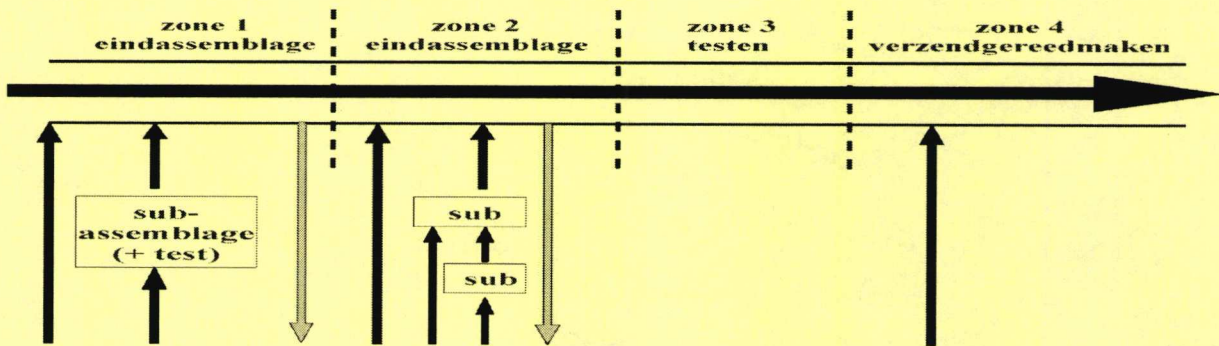 zone 1
eindassemblage
zone 2
eindassemblage
zone 3
testen
zone 4
verzendgereedmaken
sub-
assemblage
(+ test)
sub
sub